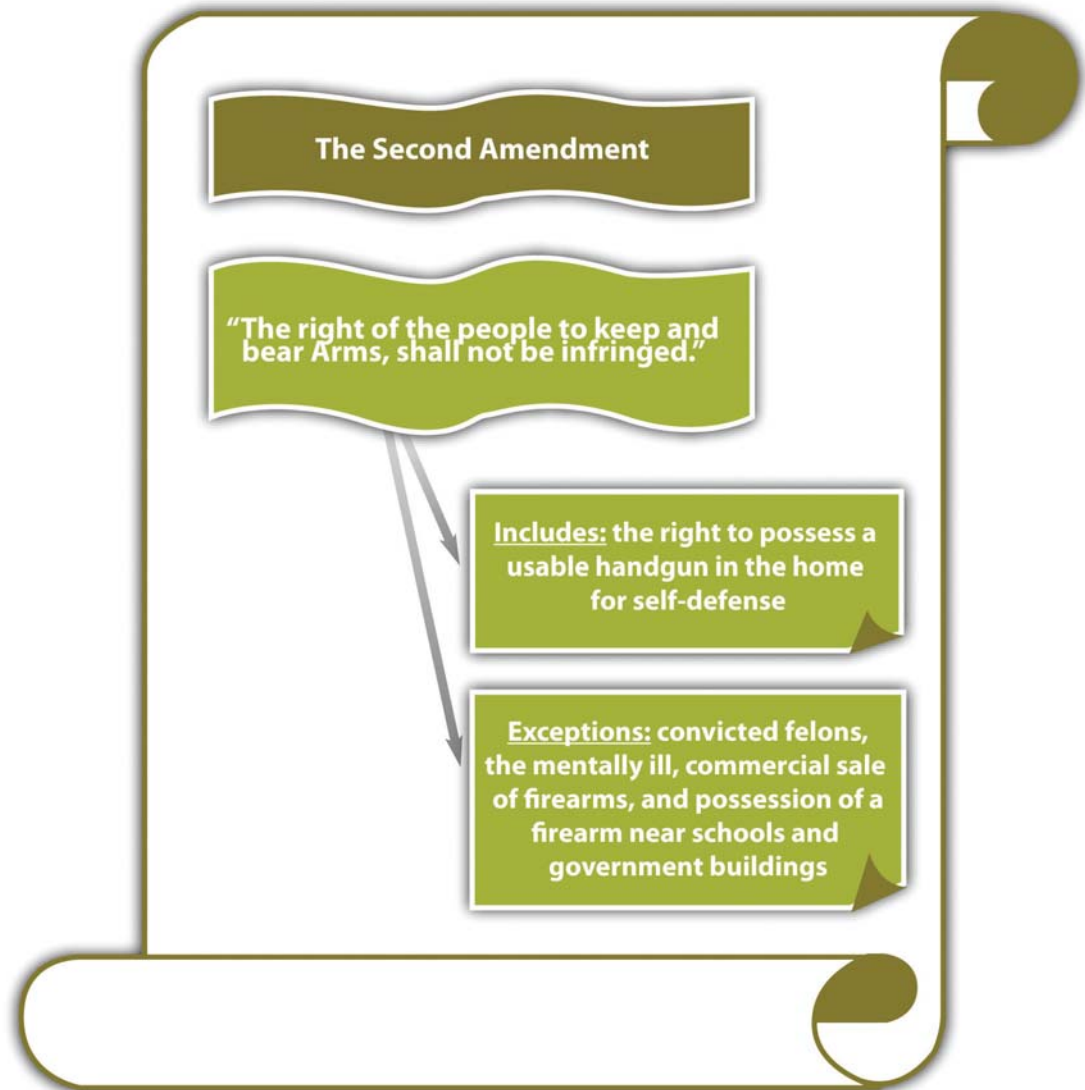 The Second Amendment
“The right of the people to keep and
bear Arms, shall not be infringed.”
Includes: the right to possess a
usable handgun in the home
for self-defense
Exceptions: convicted felons,
the mentally ill, commercial sale
of firearms, and possession of a
firearm near schools and
government buildings